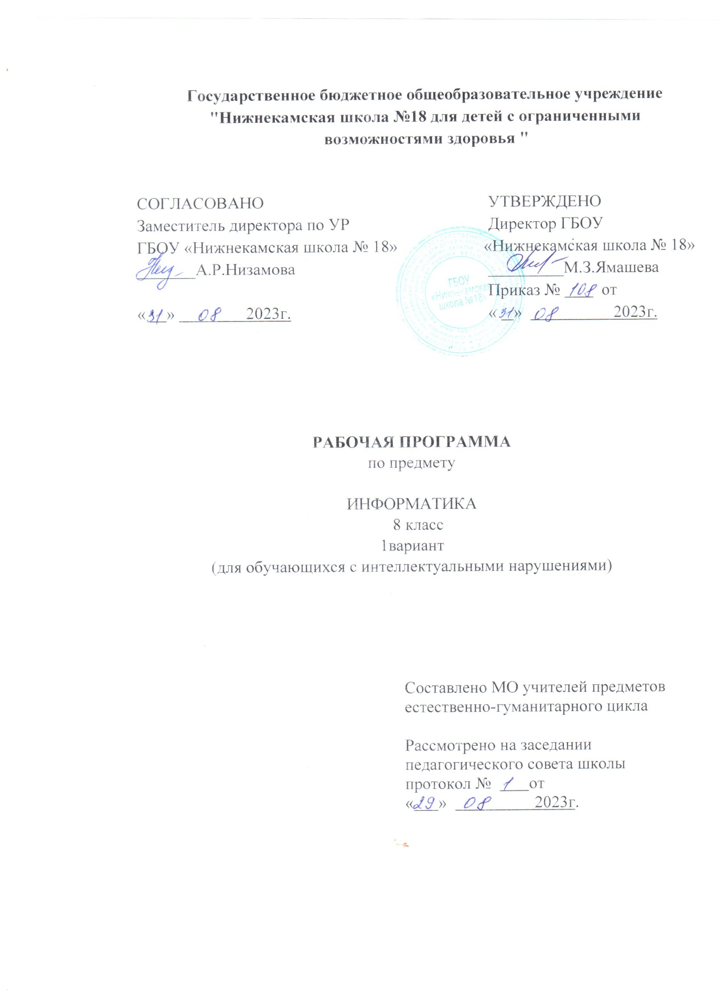 Государственное бюджетное общеобразовательное учреждение
"Нижнекамская школа №18 для детей с ограниченными
возможностями здоровья "
СОГЛАСОВАНО
Заместитель директора по УР
ГБОУ «Нижнекамская школа № 18»
А.Р.Низамова
«31» 08 2023г.
УТВЕРЖДЕНО
Директор ГБОУ
«Нижнекамская школа № 18»
М.З.Ямашева
Приказ № 108 от
«31» 08 2023г.
ГБОУ
«Нижнекамская
школа №18»
РАБОЧАЯ ПРОГРАММА
по предмету
ИНФОРМАТИКА
8 класс
1вариант
(для обучающихся с интеллектуальными нарушениями)
Составлено МО учителей предметов
естественно-гуманитарного цикла
Рассмотрено на заседании
педагогического совета школы
протокол № 1 от
«29» 08 2023г.